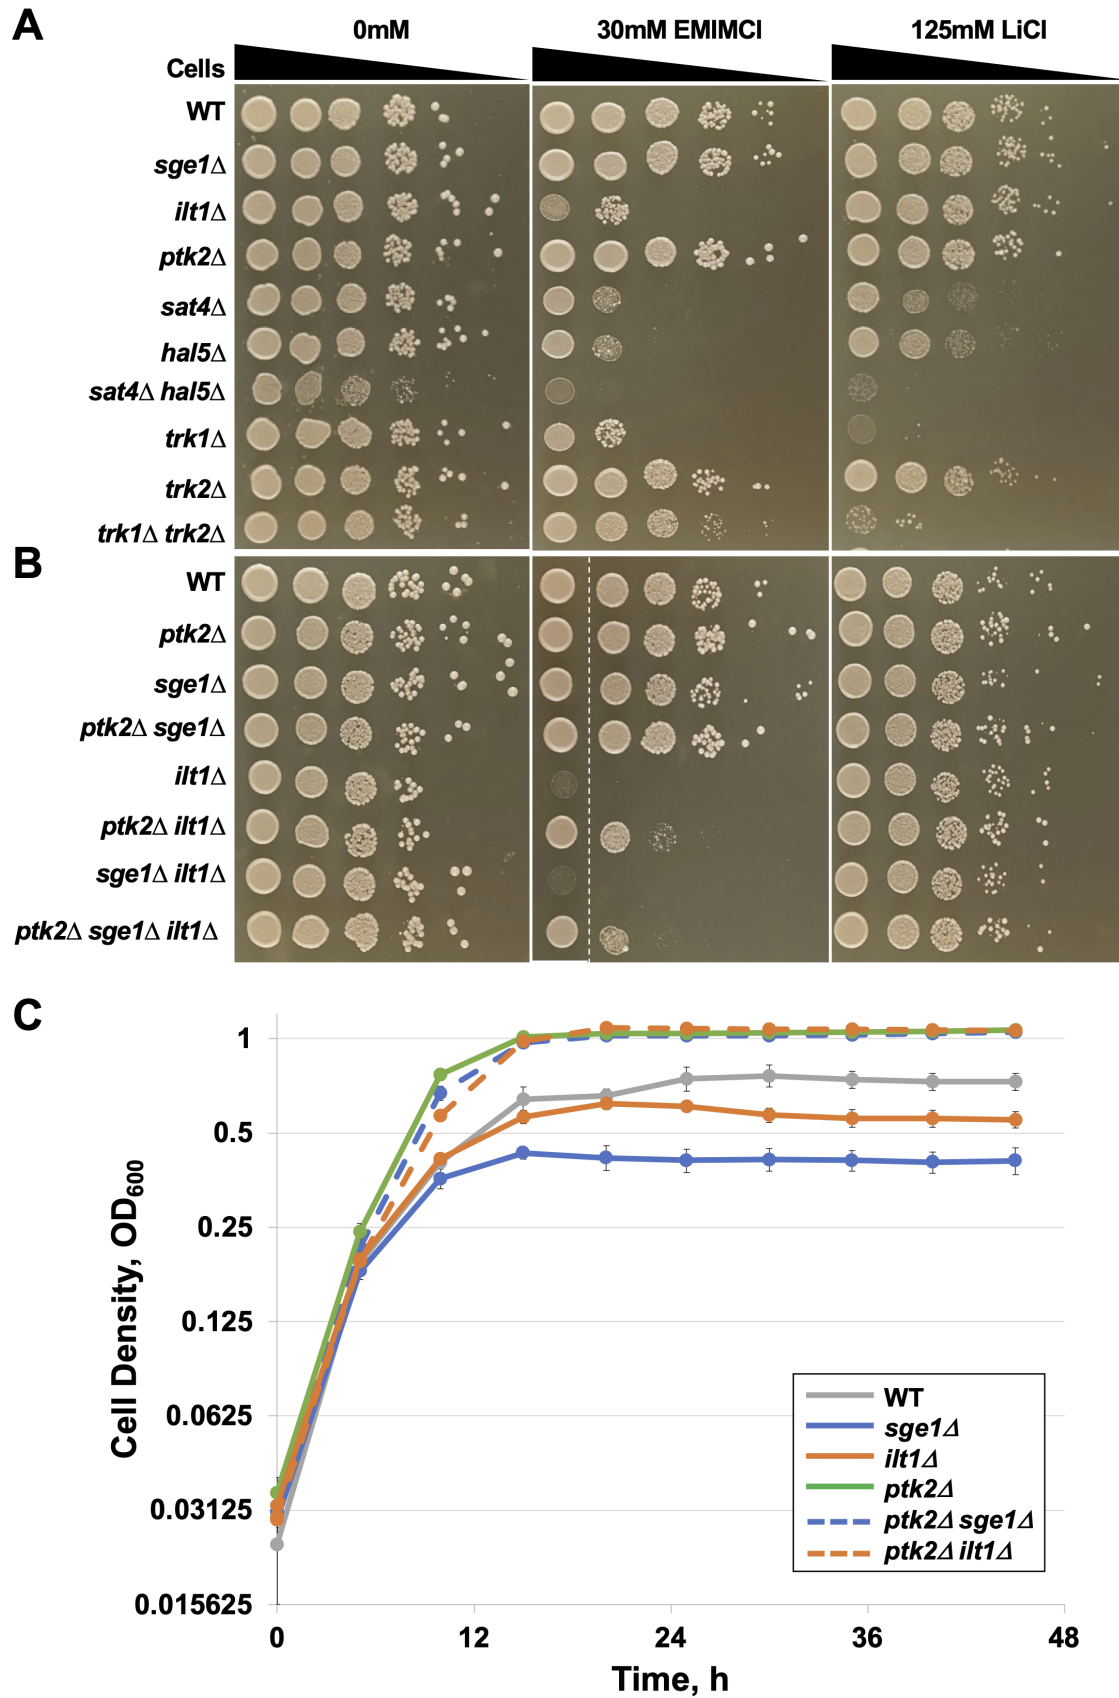 A
0mM
30mM EMIMCl
125mM LiCl
Cells
WT
sge1Δ
ilt1Δ
ptk2Δ
sat4Δ
hal5Δ
sat4Δ hal5Δ
trk1Δ
trk2Δ
trk1Δ trk2Δ
B
WT
ptk2Δ
sge1Δ
ptk2Δ sge1Δ
ilt1Δ
ptk2Δ ilt1Δ
sge1Δ ilt1Δ
ptk2Δ sge1Δ ilt1Δ
C
1
0.5
0.25
0.125
0.0625
0.03125
0.015625
Cell Density, OD600
0
12
24
36
48
Time, h
WT
sge1Δ
ilt1Δ
ptk2Δ
ptk2Δ sge1Δ
ptk2Δ ilt1Δ